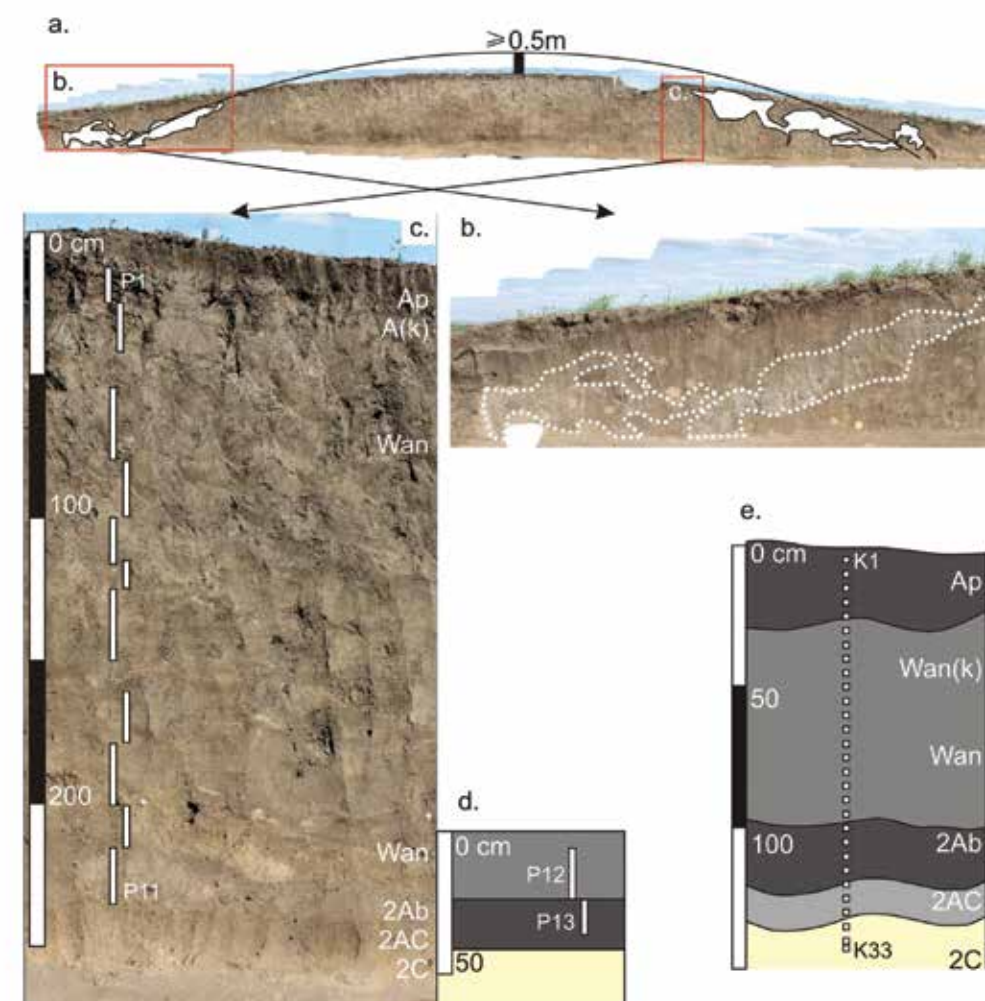 a.
≥0.5m
b.
c.
c.
0 cm
P1
Ap
A(k)
Wan
100
200
Wan
P11
2Ab
2AC
2C
b.
d.
0 cm
P12
P13
50
e.
0 cm
K1
Ap
Wan(k)
50
Wan
100
2Ab
2AC
K33
2C